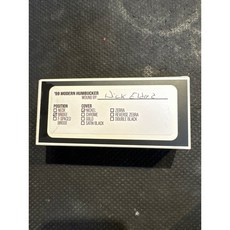 '59 MODERN HUMBUCKER
WOUND BY:
POSITION
NECK
BRIDGE
F SPACED
COVER
NICKEL
CHROME
GOLD
SATIN BLACK
ZEBRA
REVERSE ZEBRA
DOUBLE BLACK